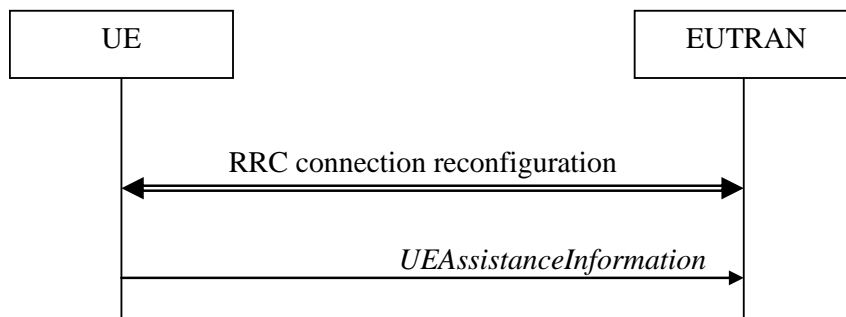 UE
EUTRAN
RRC connection reconfiguration
UEAssistanceInformation